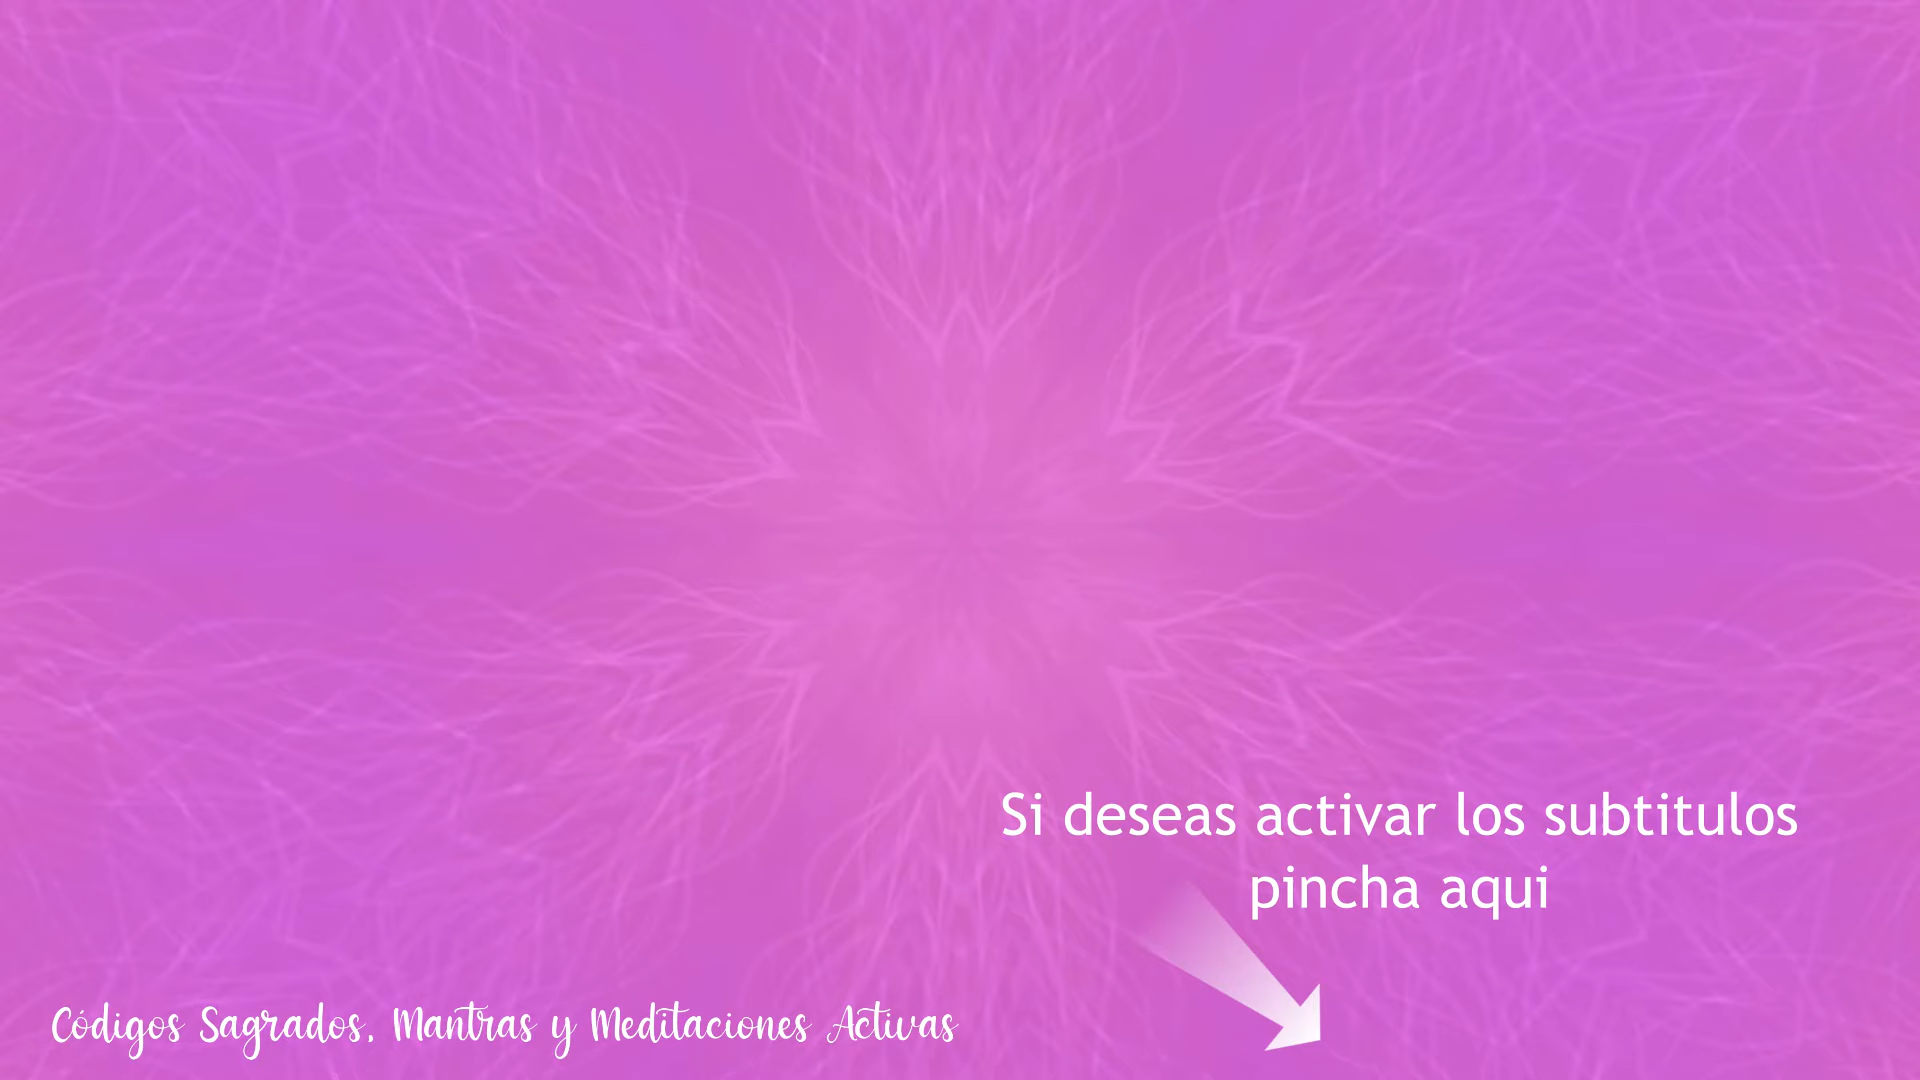 Si deseas activar los subtitulos
pincha aqui
Códigos Sagrados, Mantras y Meditaciones Activas